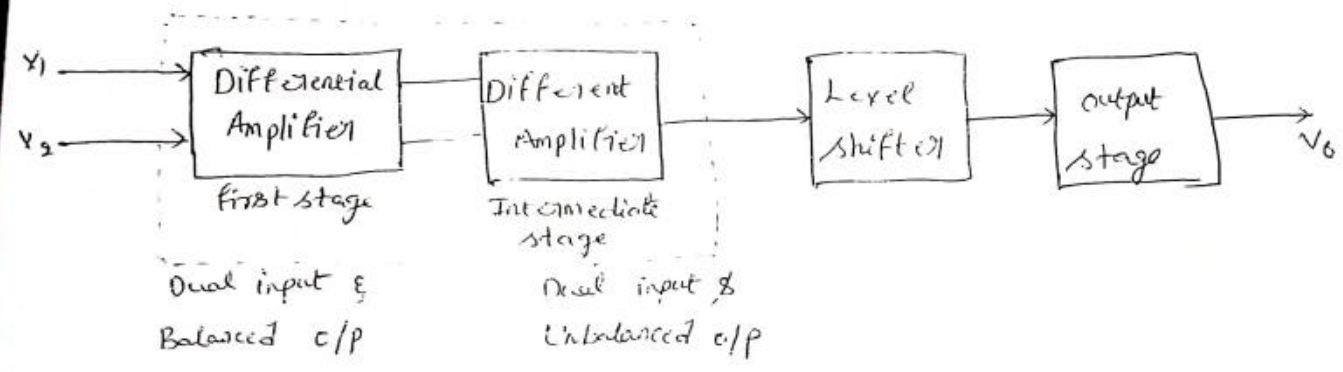 V1
V2
Differential
Amplifier
First stage
Different
Amplifier
Intermediate
stage
Level
shifter
output
stage
Vo
Dual input &
Balanced o/p
Dual input &
Unbalanced o/p